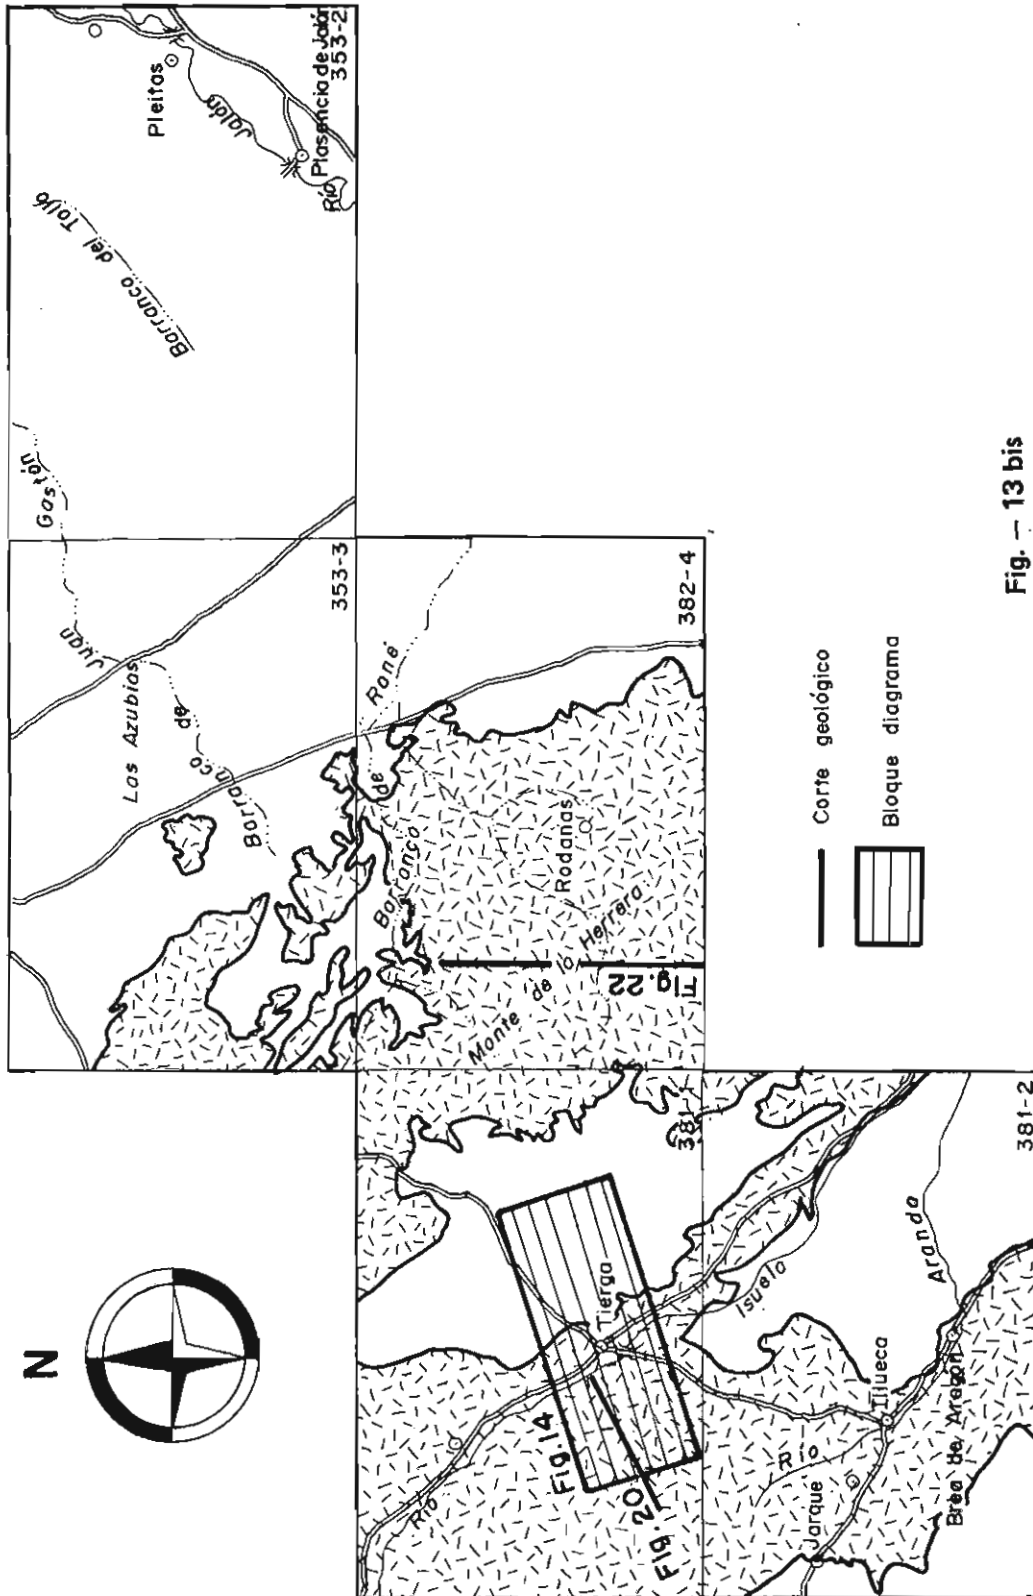 N
353-2
Pleitas
Jalón
Río
Plasencia de Jalón
Barranco del Tollo
Gastón
Juan
de
Barranco
Las Azubias
353-3
382-4
Rané
de
Barranco
Rodanas
Monte de la Herrera
Fig. 22
381-1
Tierga
Fig. 14
Fig. 20
Río
Isuela
Aranda
Río
Illueca
Jarque
Brea de Aragón
381-2
Corte geológico
Bloque diagrama
Fig. – 13 bis